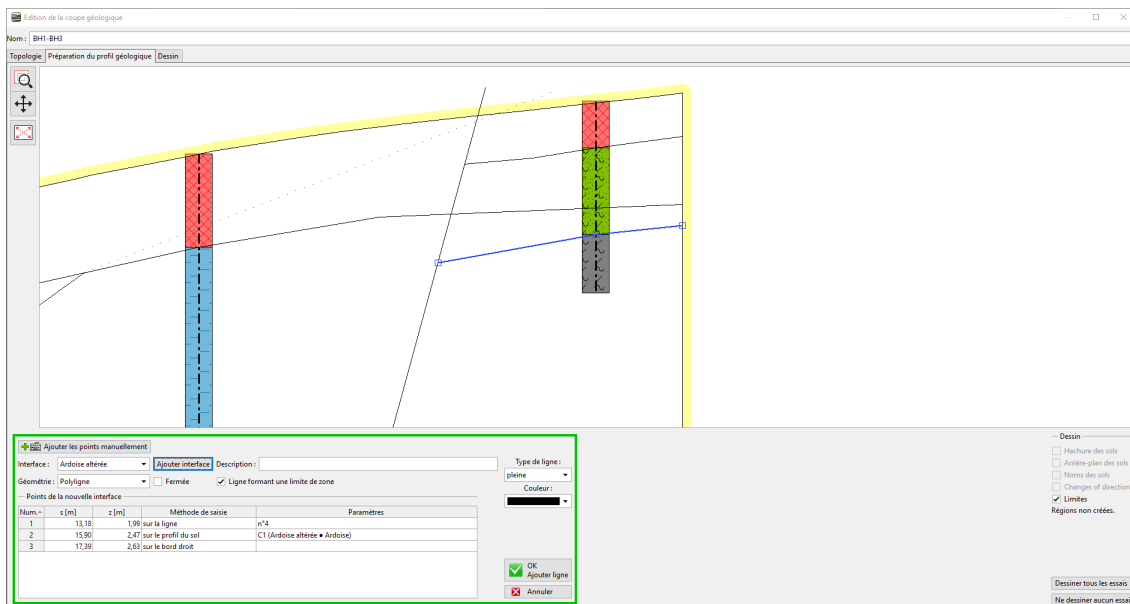 Edition de la coupe géologique
Nom : BH1-BH3
Topologie Préparation du profil géologique Dessin
Ajouter les points manuellement
Interface : Ardoise altérée Ajouter interface Description :
Géométrie : Polyligne Fermée Ligne formant une limite de zone
Type de ligne :
pleine
Couleur :
Points de la nouvelle interface
Num. s [m] z [m] Méthode de saisie Paramètres
1 13,18 1,99 sur la ligne n°4
2 15,90 2,47 sur le profil du sol C1 (Ardoise altérée ● Ardoise)
3 17,39 2,63 sur le bord droit
OK
Ajouter ligne
Annuler
Dessin
Hachure des sols
Arrière-plan des sols
Noms des sols
Changes of direction
Limites
Régions non créées.
Dessiner tous les essais
Ne dessiner aucun essai